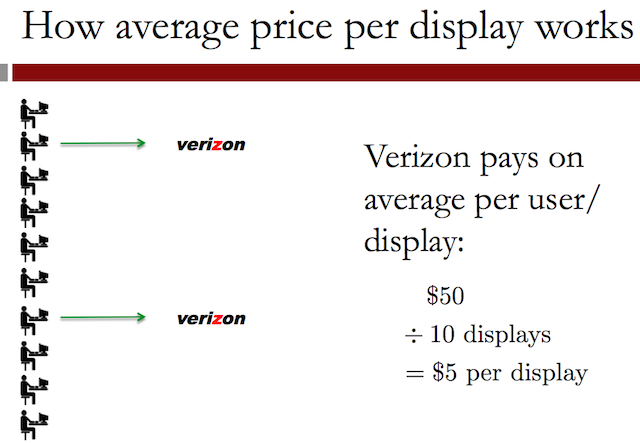 How average price per display works
verizon
Verizon pays on
average per user/
display:
$50
÷ 10 displays
verizon
= $5 per display